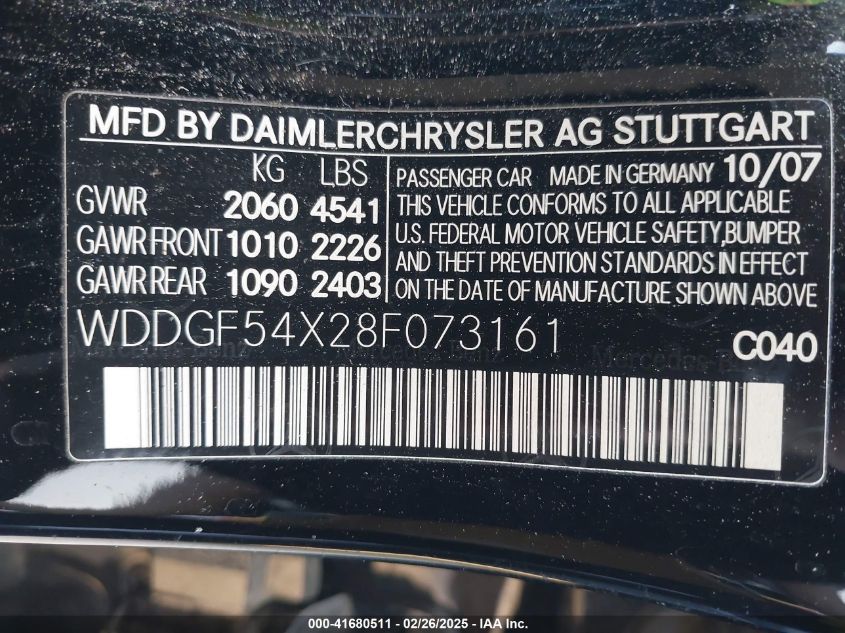 MFD BY DAIMLERCHRYSLER AG STUTTGART
KG LBS
GVWR 2060 4541
GAWR FRONT 1010 2226
GAWR REAR 1090 2403
PASSENGER CAR MADE IN GERMANY 10/07
THIS VEHICLE CONFORMS TO ALL APPLICABLE
U.S. FEDERAL MOTOR VEHICLE SAFETY,BUMPER
AND THEFT PREVENTION STANDARDS IN EFFECT
ON THE DATE OF MANUFACTURE SHOWN ABOVE
WDDGF54X28F073161
C040
Mercedes-Benz
000-41680511 - 02/26/2025 - IAA Inc.